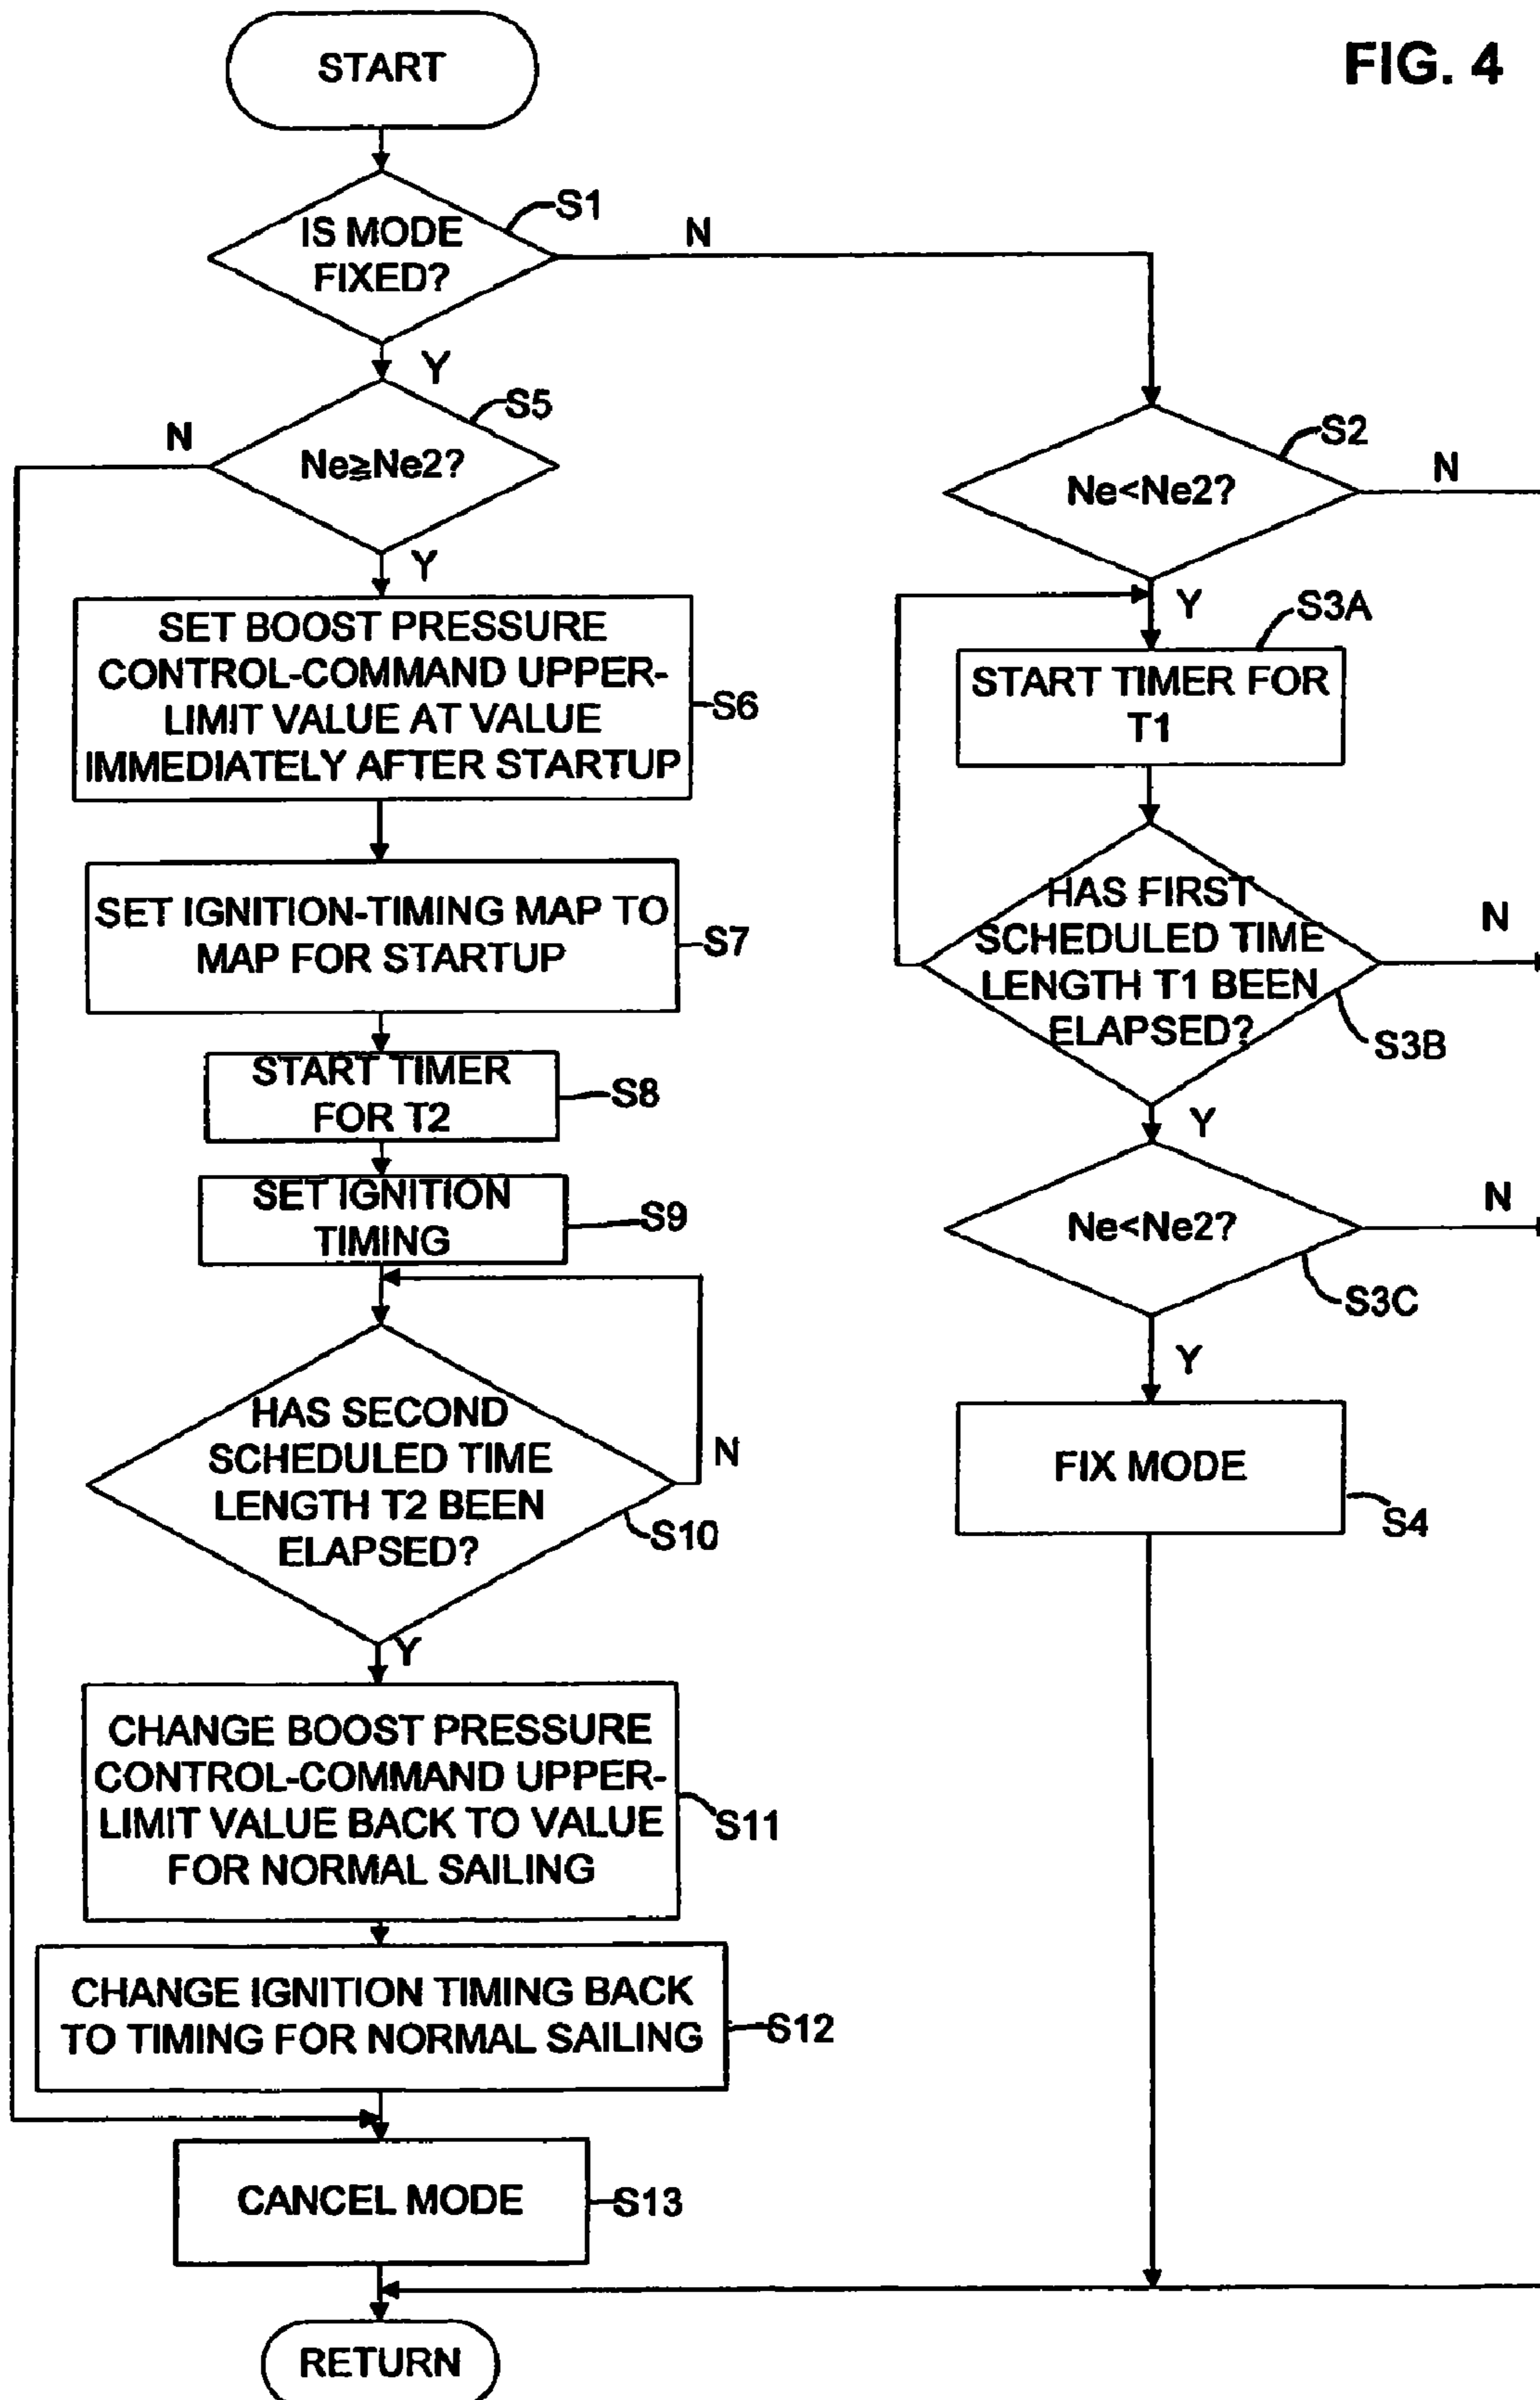 FIG. 4
START
S1
IS MODE
FIXED?
N
Y
S5
N
Ne≧Ne2?
Y
SET BOOST PRESSURE
CONTROL-COMMAND UPPER-
LIMIT VALUE AT VALUE
IMMEDIATELY AFTER STARTUP
S6
SET IGNITION-TIMING MAP TO
MAP FOR STARTUP
S7
START TIMER
FOR T2
S8
SET IGNITION
TIMING
S9
HAS SECOND
SCHEDULED TIME
LENGTH T2 BEEN
ELAPSED?
N
S10
Y
CHANGE BOOST PRESSURE
CONTROL-COMMAND UPPER-
LIMIT VALUE BACK TO VALUE
FOR NORMAL SAILING
S11
CHANGE IGNITION TIMING BACK
TO TIMING FOR NORMAL SAILING
S12
CANCEL MODE
S13
RETURN
S2
Ne<Ne2?
N
Y
S3A
START TIMER FOR
T1
HAS FIRST
SCHEDULED TIME
LENGTH T1 BEEN
ELAPSED?
N
S3B
Y
Ne<Ne2?
N
S3C
Y
FIX MODE
S4